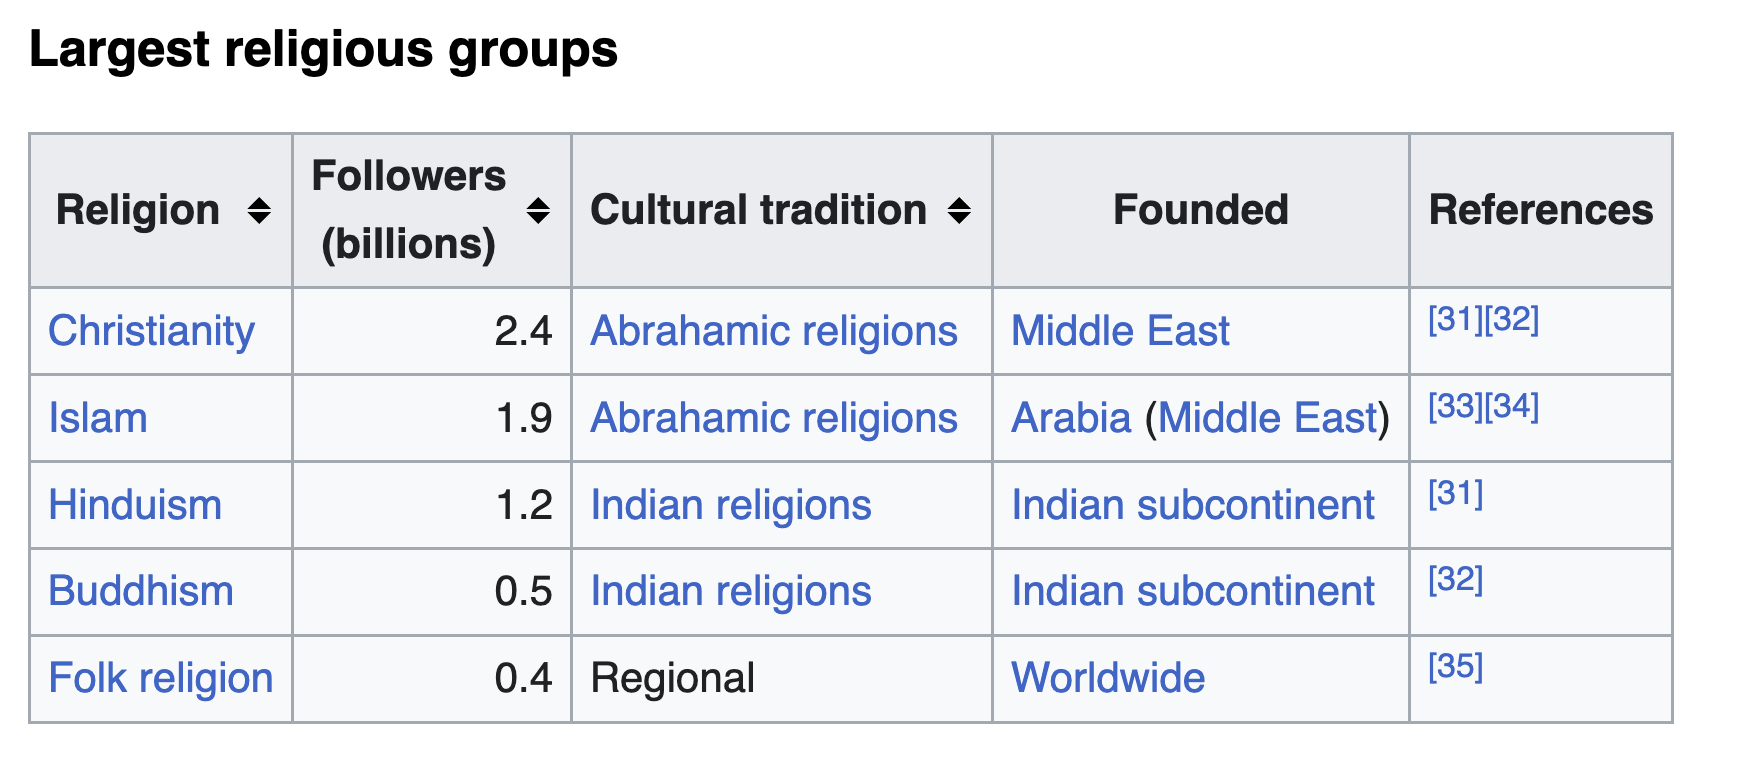 Largest religious groups
Religion Followers (billions) Cultural tradition Founded References
Christianity 2.4 Abrahamic religions Middle East [31][32]
Islam 1.9 Abrahamic religions Arabia (Middle East) [33][34]
Hinduism 1.2 Indian religions Indian subcontinent [31]
Buddhism 0.5 Indian religions Indian subcontinent [32]
Folk religion 0.4 Regional Worldwide [35]